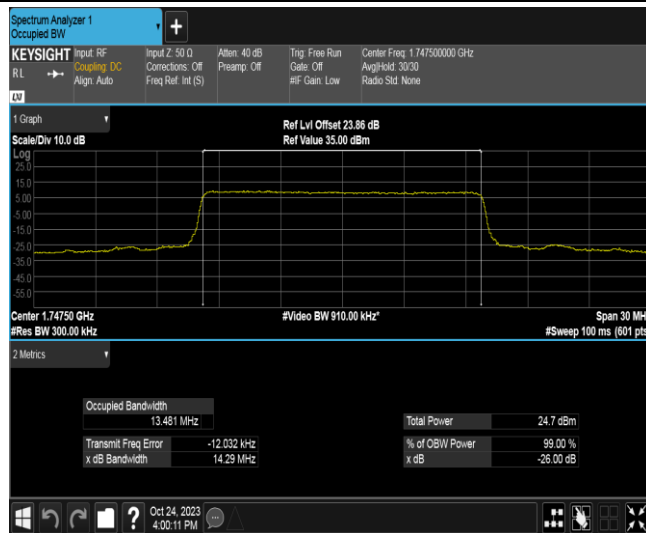 Spectrum Analyzer 1
Occupied BW
+
KEYSIGHT Input: RF Input Z: 50 Ω Atten: 40 dB Trig: Free Run Center Freq: 1.747500000 GHz
RL Coupling: DC Corrections: Off Preamp: Off Gate: Off Avg|Hold: 30/30
Align: Auto Freq Ref: Int (S) #IF Gain: Low Radio Std: None
1 Graph
Ref Lvl Offset 23.86 dB
Scale/Div 10.0 dB Ref Value 35.00 dBm
Log
25.0
15.0
5.00
-5.00
-15.0
-25.0
-35.0
-45.0
-55.0
Center 1.74750 GHz #Video BW 910.00 kHz* Span 30 MH
#Res BW 300.00 kHz #Sweep 100 ms (601 pts
2 Metrics
Occupied Bandwidth
13.481 MHz Total Power 24.7 dBm
Transmit Freq Error -12.032 kHz % of OBW Power 99.00 %
x dB Bandwidth 14.29 MHz x dB -26.00 dB
? Oct 24, 2023
4:00:11 PM